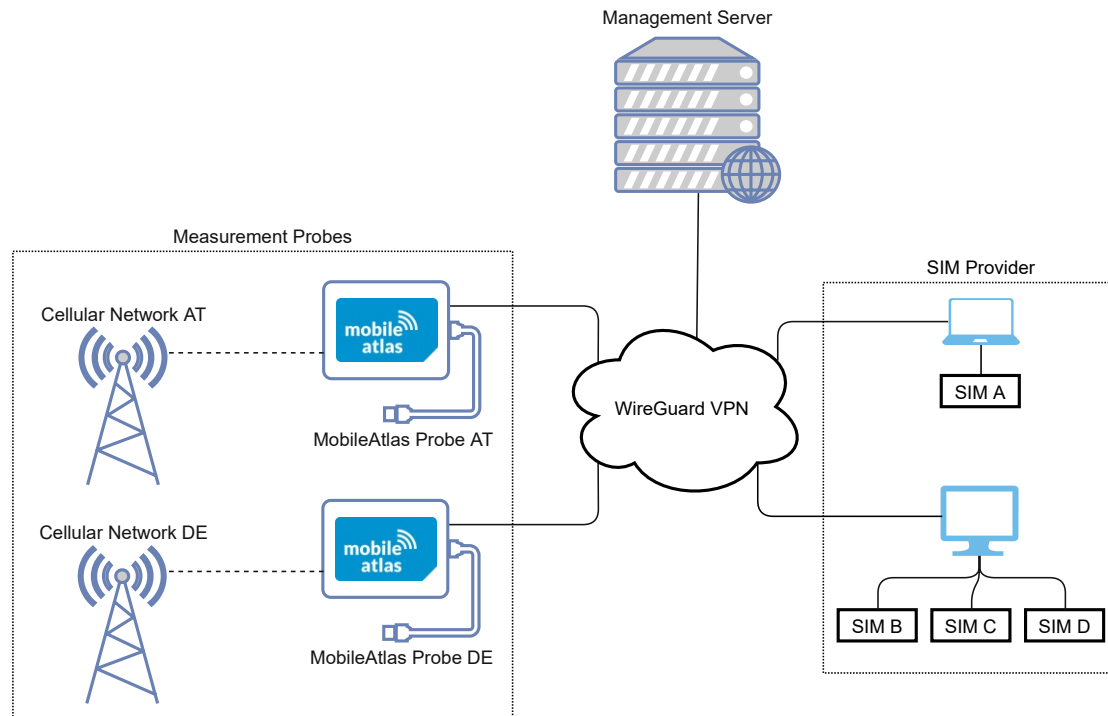 Management Server
Measurement Probes
Cellular Network AT
mobile
atlas
MobileAtlas Probe AT
Cellular Network DE
mobile
atlas
MobileAtlas Probe DE
WireGuard VPN
SIM Provider
SIM A
SIM B
SIM C
SIM D